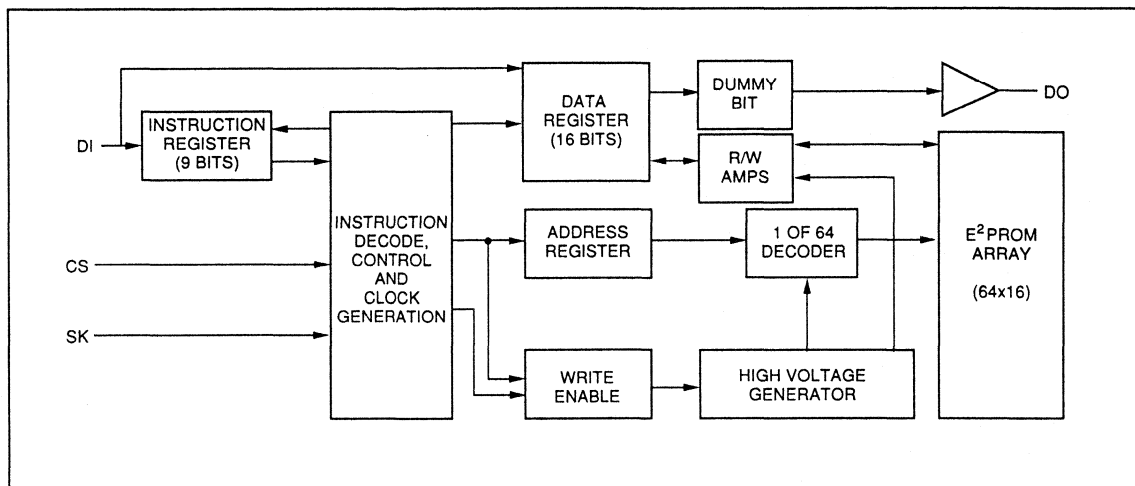 DI
INSTRUCTION
REGISTER
(9 BITS)
CS
SK
INSTRUCTION
DECODE,
CONTROL
AND
CLOCK
GENERATION
DATA
REGISTER
(16 BITS)
DUMMY
BIT
DO
R/W
AMPS
ADDRESS
REGISTER
1 OF 64
DECODER
WRITE
ENABLE
HIGH VOLTAGE
GENERATOR
E²PROM
ARRAY
(64x16)